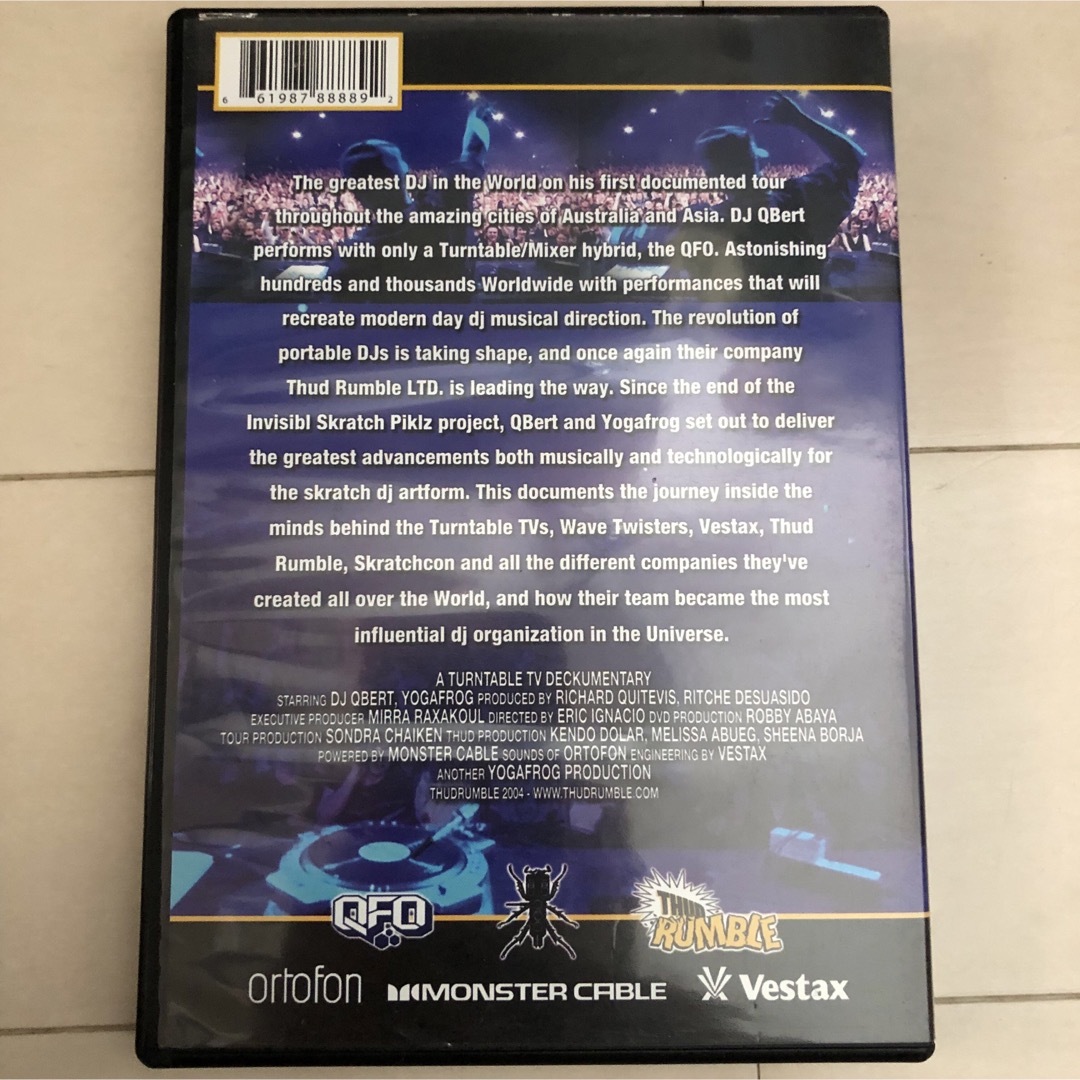 6 61987 88889 2
The greatest DJ in the World on his first documented tour
throughout the amazing cities of Australia and Asia. DJ QBert
performs with only a Turntable/Mixer hybrid, the QFO. Astonishing
hundreds and thousands Worldwide with performances that will
recreate modern day dj musical direction. The revolution of
portable DJs is taking shape, and once again their company
Thud Rumble LTD. is leading the way. Since the end of the
Invisibl Skratch Piklz project, QBert and Yogafrog set out to deliver
the greatest advancements both musically and technologically for
the skratch dj artform. This documents the journey inside the
minds behind the Turntable TVs, Wave Twisters, Vestax, Thud
Rumble, Skratchcon and all the different companies they've
created all over the World, and how their team became the most
influential dj organization in the Universe.
A TURNTABLE TV DECKUMENTARY
STARRING DJ QBERT, YOGAFROG PRODUCED BY RICHARD QUITEVIS, RITCHE DESUASIDO
EXECUTIVE PRODUCER MIRRA RAXAKOUL DIRECTED BY ERIC IGNACIO DVD PRODUCTION ROBBY ABAYA
TOUR PRODUCTION SONDRA CHAIKEN THUD PRODUCTION KENDO DOLAR, MELISSA ABUEG, SHEENA BORJA
POWERED BY MONSTER CABLE SOUNDS OF ORTOFON ENGINEERING BY VESTAX
ANOTHER YOGAFROG PRODUCTION
THUDRUMBLE 2004 - WWW.THUDRUMBLE.COM
QFO
THUD
RUMBLE
ortofon MONSTER CABLE Vestax